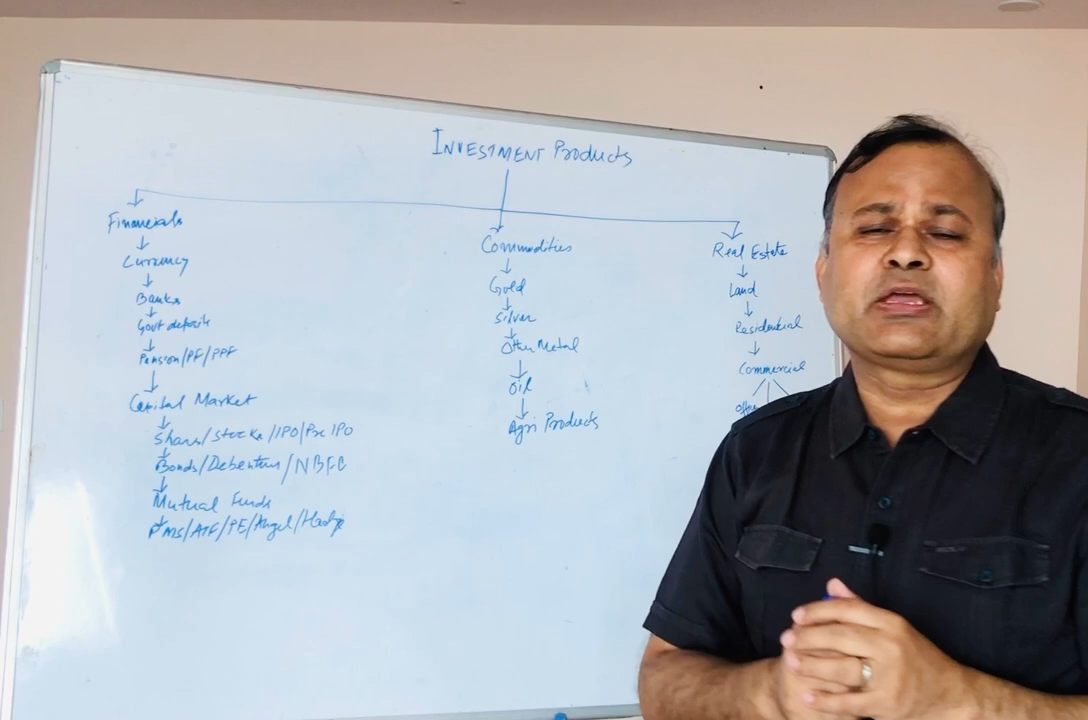 INVESTMENT Products
Financials
Currency
Banks
Govt deposits
Pension/PF/PPF
Capital Market
Shares/Stocks/IPO/Pre IPO
Bonds/Debenture/NBFC
Mutual Funds
PMS/AIF/PE/Angel/Hedge
Commodities
Gold
Silver
Other Metal
Oil
Agri Products
Real Estate
Land
Residential
Commercial